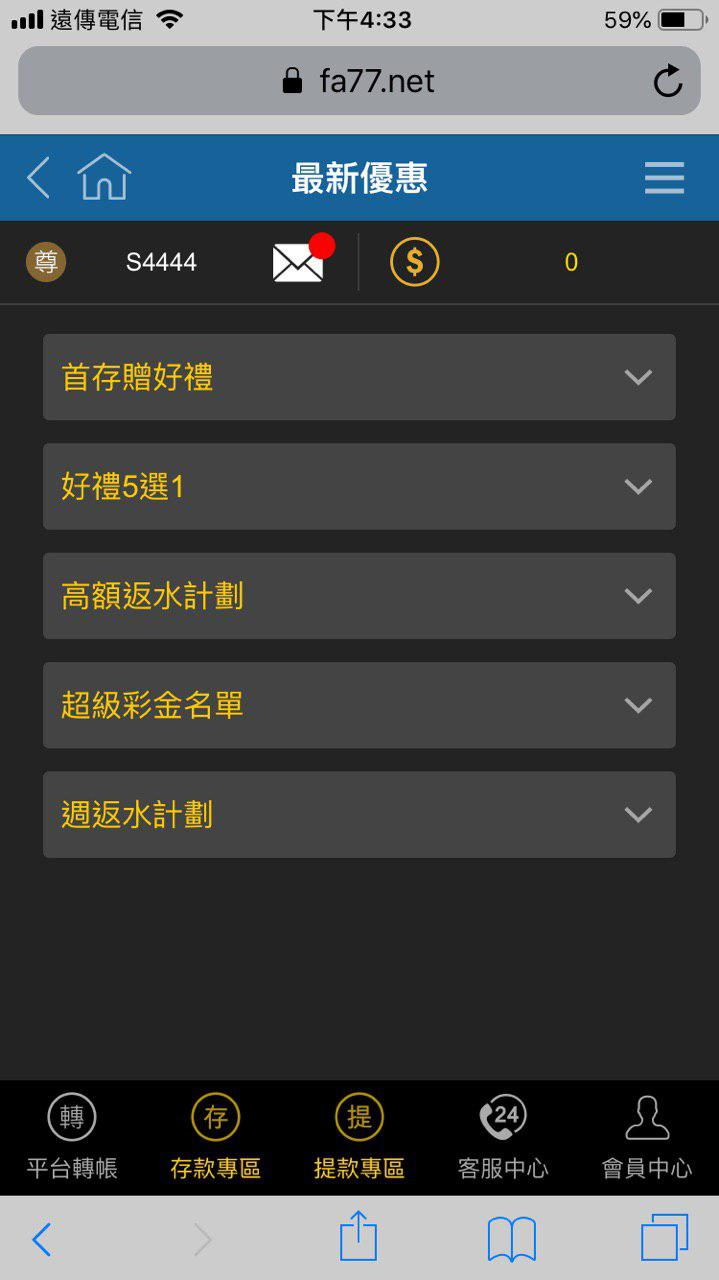 遠傳電信 下午4:33 59%
fa77.net
最新優惠
尊 S4444 $ 0
首存贈好禮
好禮5選1
高額返水計劃
超級彩金名單
週返水計劃
轉 存 提 24
平台轉帳 存款專區 提款專區 客服中心 會員中心